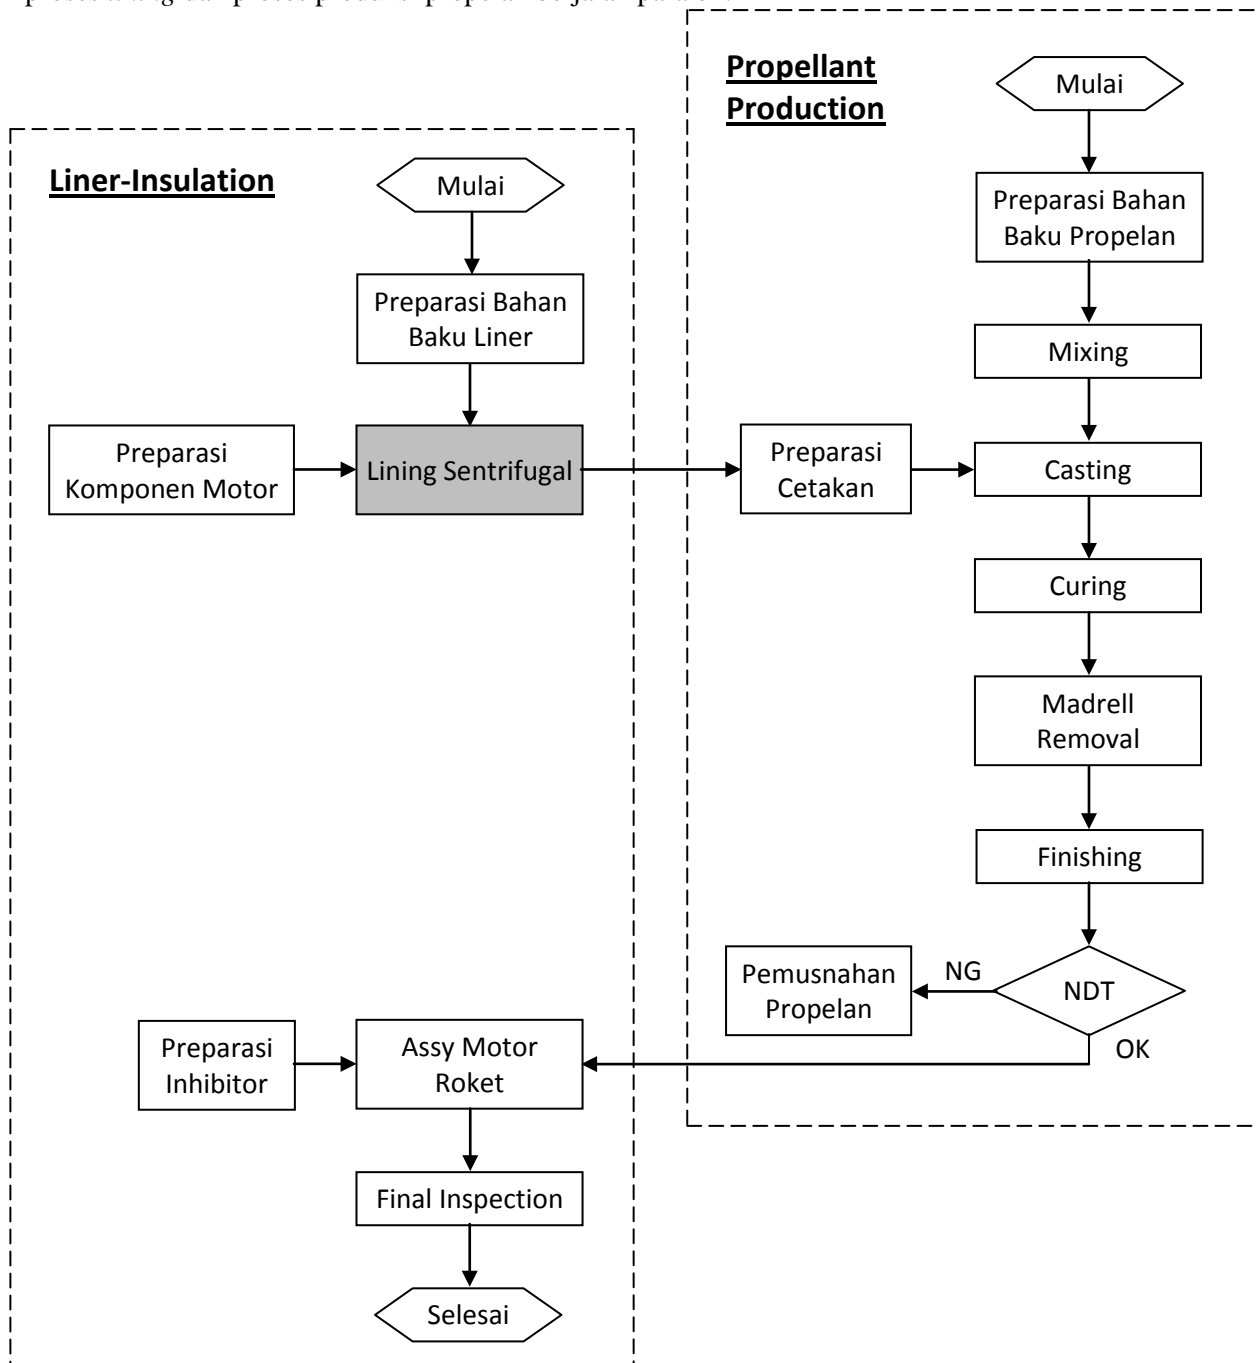 Propellant
Production
Mulai
Preparasi Bahan
Baku Propelan
Mixing
Preparasi
Cetakan
Casting
Curing
Madrell
Removal
Finishing
NDT
NG
OK
Pemusnahan
Propelan
Liner-Insulation
Mulai
Preparasi Bahan
Baku Liner
Preparasi
Komponen Motor
Lining Sentrifugal
Preparasi
Inhibitor
Assy Motor
Roket
Final Inspection
Selesai